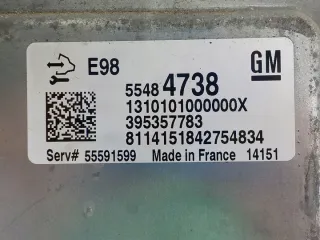 E98
GM
5548 4738
1310101000000X
395357783
8114151842754834
Serv# 55591599 Made in France 14151